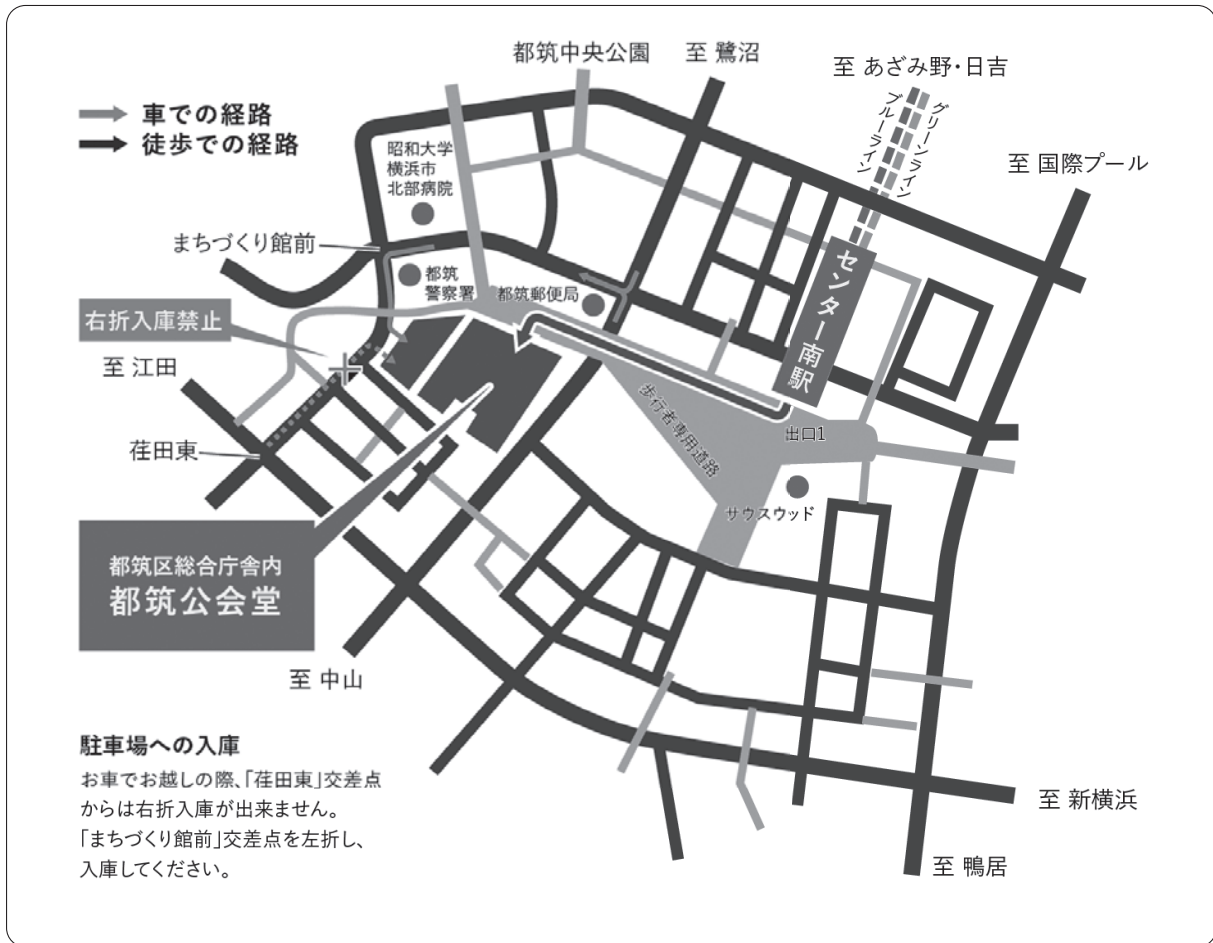 都筑中央公園
至 鷺沼
至 あざみ野・日吉
ブルーライン
グリーンライン
至 国際プール
車での経路
徒歩での経路
昭和大学
横浜市
北部病院
まちづくり館前
都筑
警察署
都筑郵便局
センター南駅
右折入庫禁止
至 江田
荏田東
歩行者専用道路
出口1
サウスウッド
都筑区総合庁舎内
都筑公会堂
至 中山
駐車場への入庫
お車でお越しの際、「荏田東」交差点
からは右折入庫が出来ません。
「まちづくり館前」交差点を左折し、
入庫してください。
至 新横浜
至 鴨居